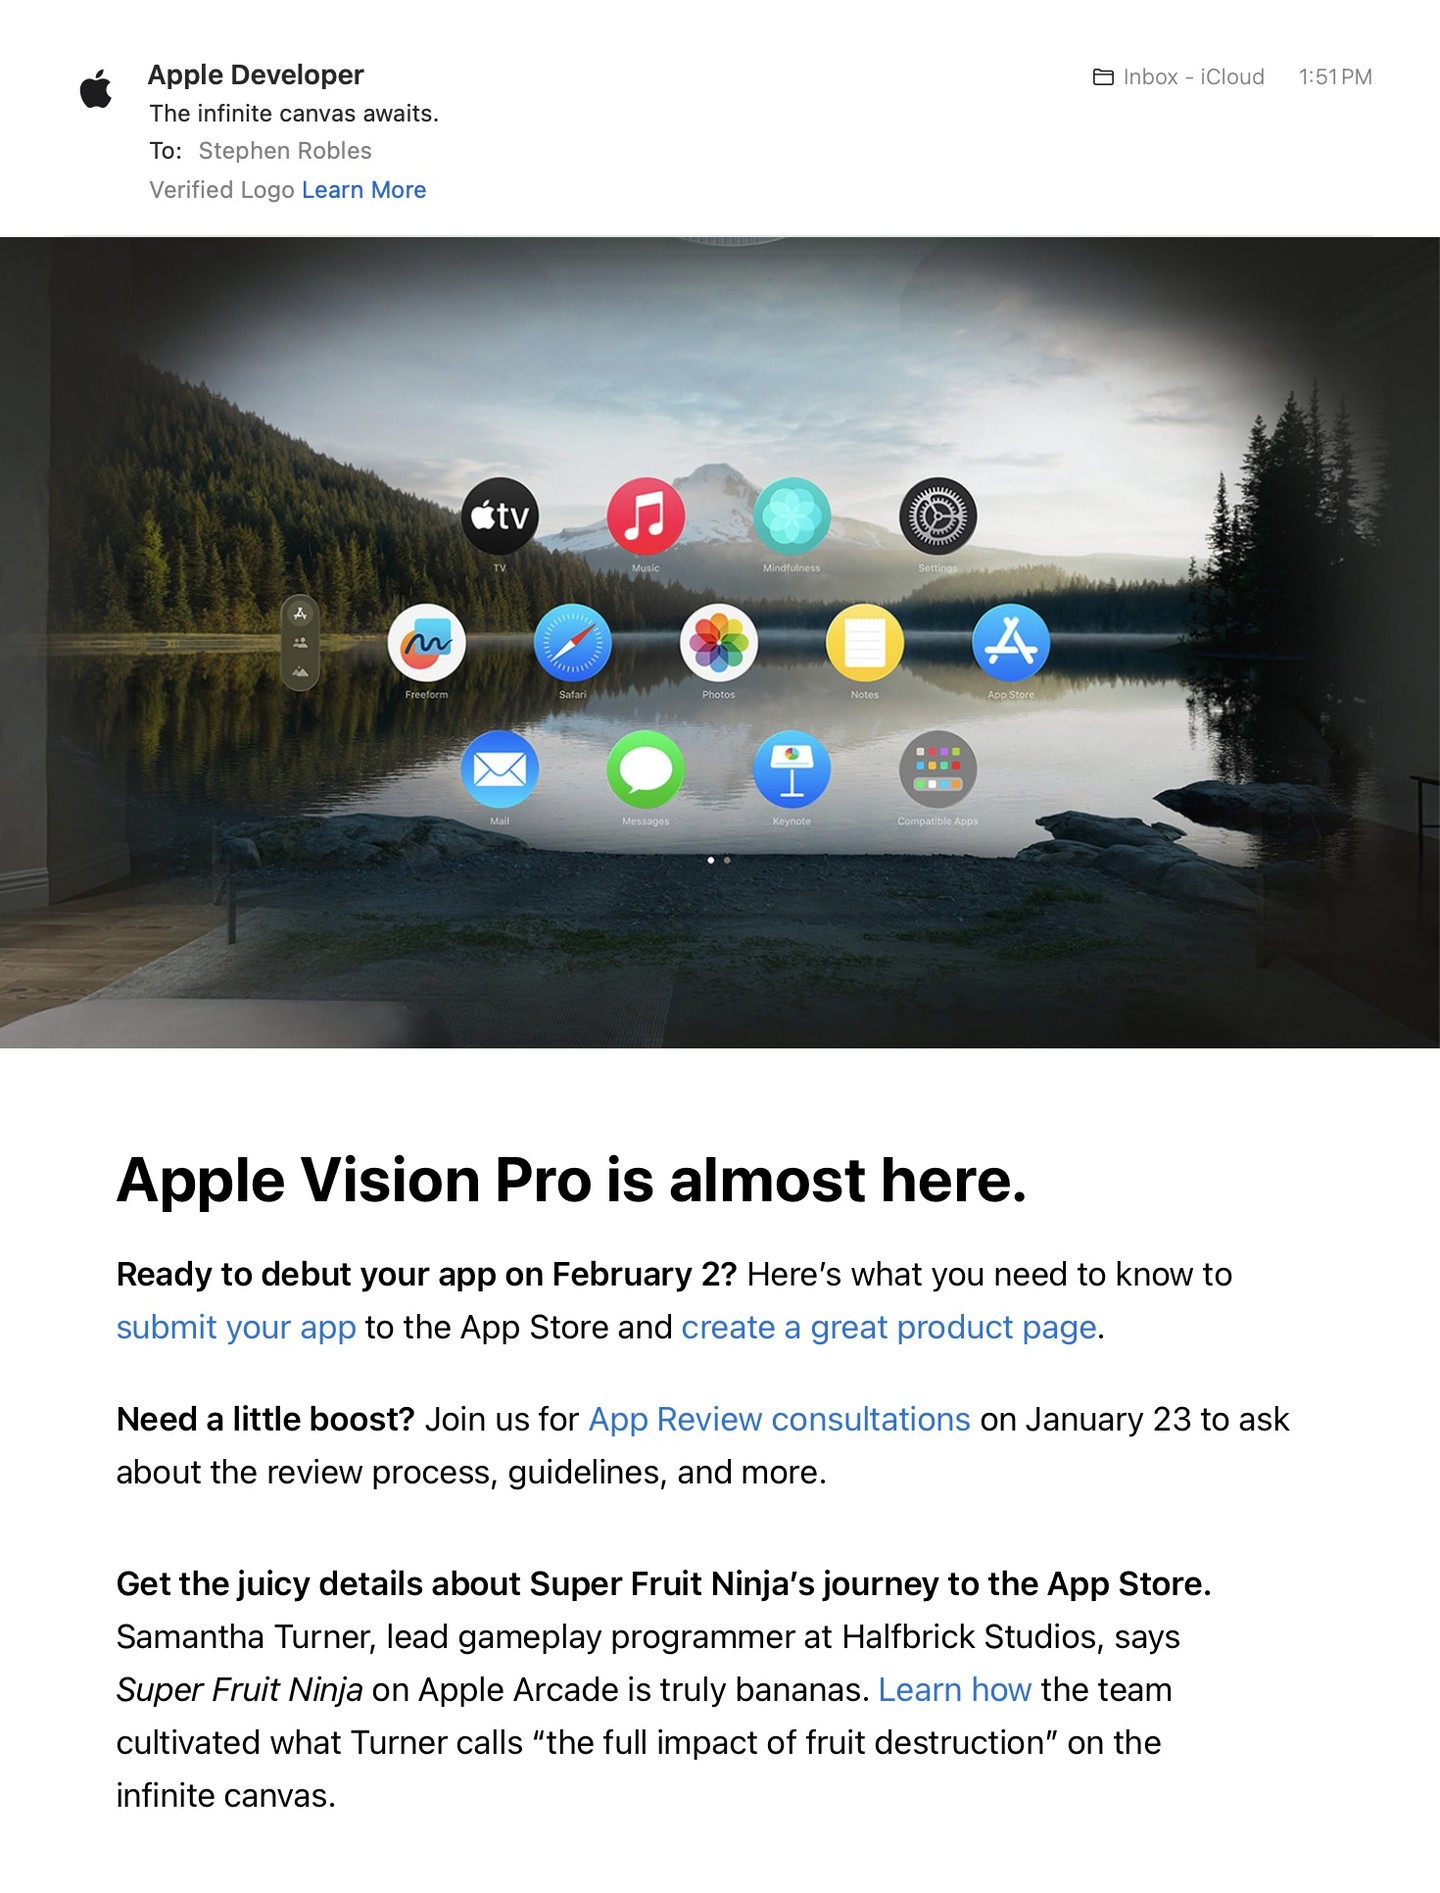 Apple Developer
Inbox - iCloud 1:51 PM
The infinite canvas awaits.
To: Stephen Robles
Verified Logo Learn More
tv
TV Music Mindfulness Settings
Freeform Safari Photos Notes App Store
Mail Messages Keynote Compatible Apps
Apple Vision Pro is almost here.
Ready to debut your app on February 2? Here’s what you need to know to
submit your app to the App Store and create a great product page.
Need a little boost? Join us for App Review consultations on January 23 to ask
about the review process, guidelines, and more.
Get the juicy details about Super Fruit Ninja’s journey to the App Store.
Samantha Turner, lead gameplay programmer at Halfbrick Studios, says
Super Fruit Ninja on Apple Arcade is truly bananas. Learn how the team
cultivated what Turner calls “the full impact of fruit destruction” on the
infinite canvas.